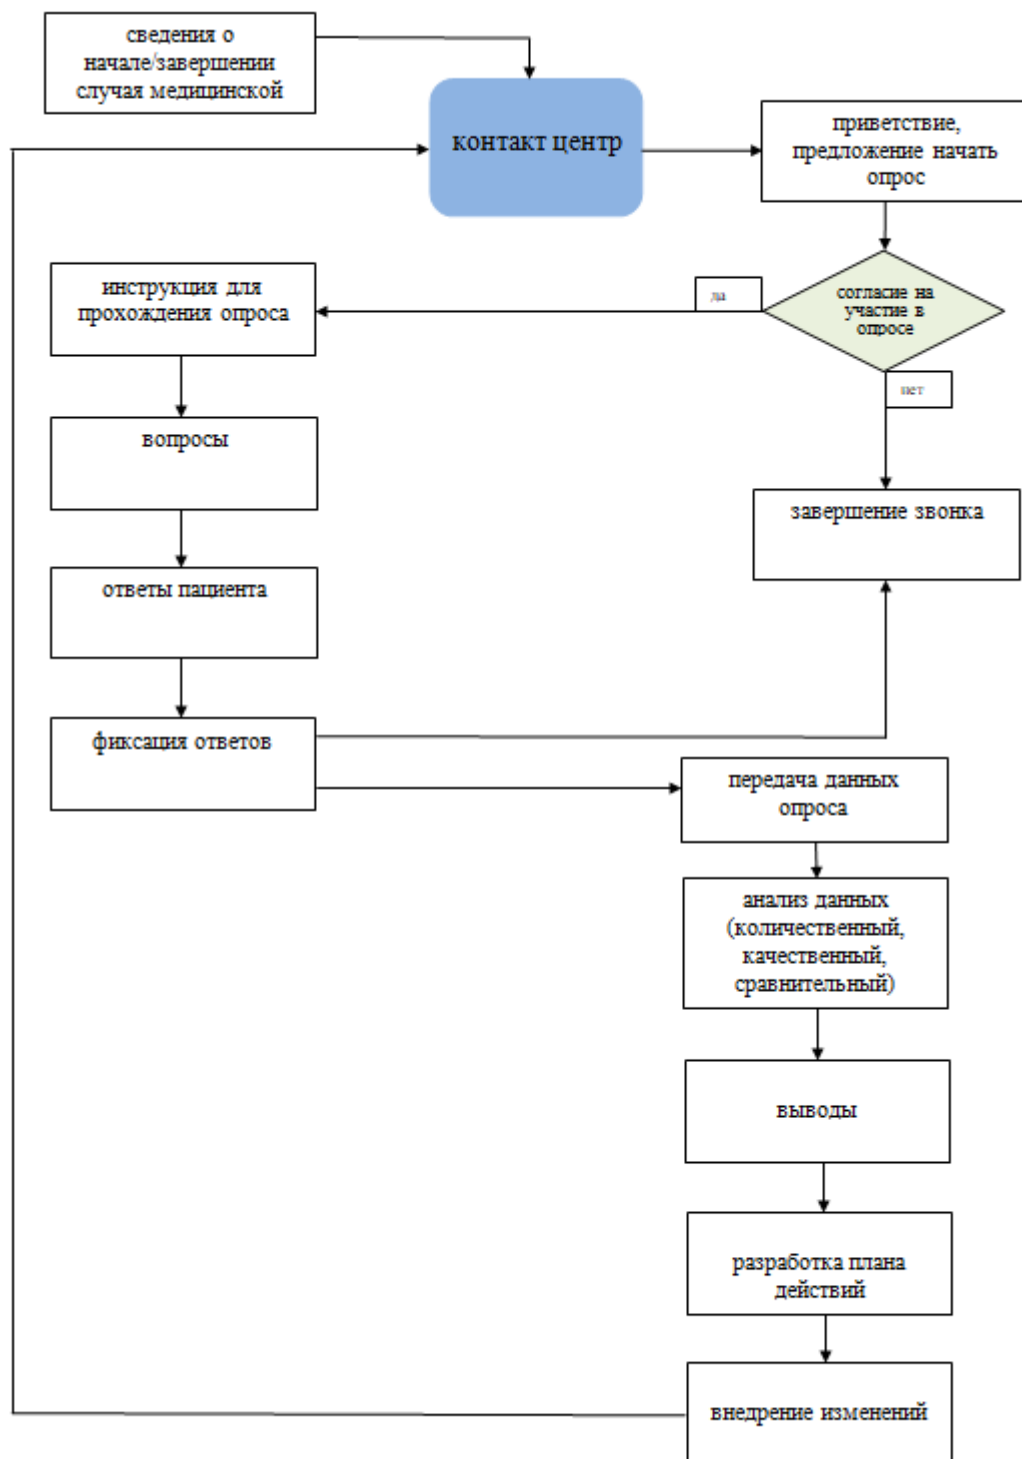 сведения о
начале/завершении
случая медицинской
контакт центр
приветствие,
предложение начать
опрос
согласие на
участие в
опросе
да
нет
инструкция для
прохождения опроса
вопросы
ответы пациента
фиксация ответов
завершение звонка
передача данных
опроса
анализ данных
(количественный,
качественный,
сравнительный)
выводы
разработка плана
действий
внедрение изменений